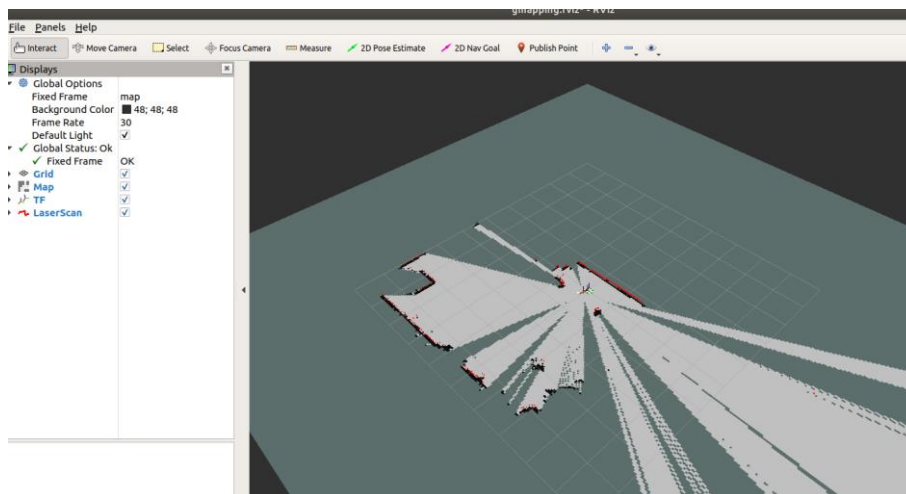 gmapping.rviz* - RViz
File Panels Help
Interact Move Camera Select Focus Camera Measure 2D Pose Estimate 2D Nav Goal Publish Point
Displays
Global Options
Fixed Frame map
Background Color 48; 48; 48
Frame Rate 30
Default Light
Global Status: Ok
Fixed Frame OK
Grid
Map
TF
LaserScan